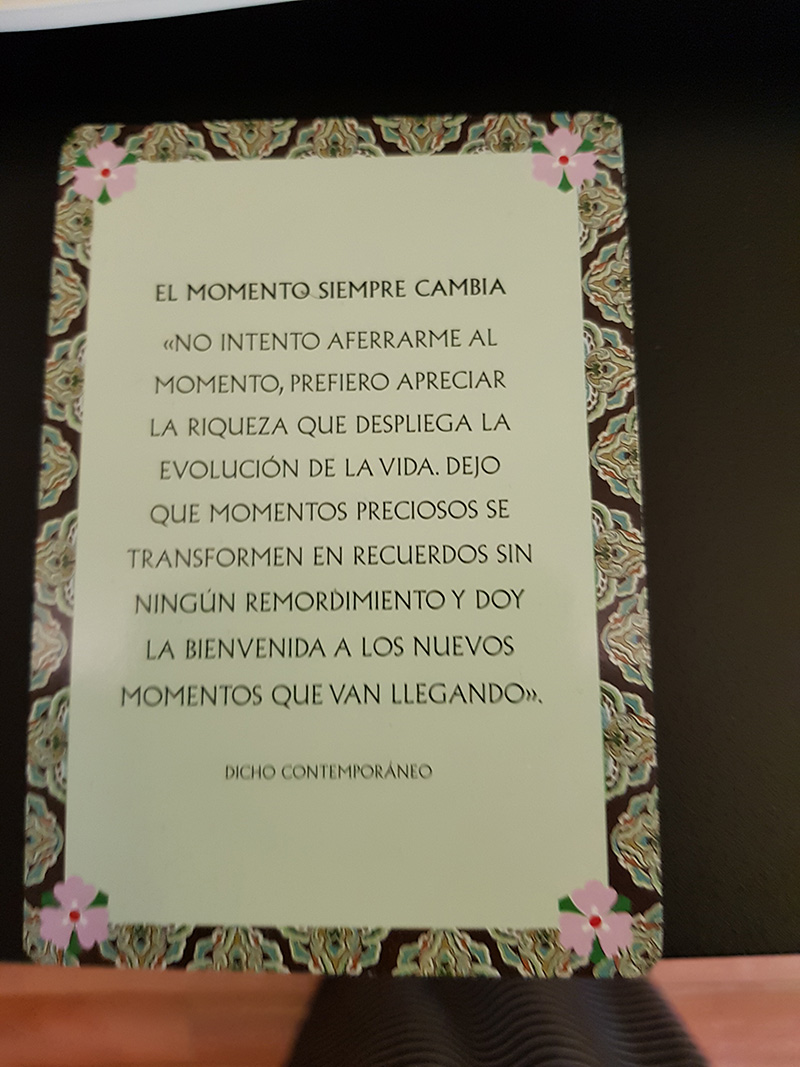 EL MOMENTO SIEMPRE CAMBIA
«NO INTENTO AFERRARME AL
MOMENTO, PREFIERO APRECIAR
LA RIQUEZA QUE DESPLIEGA LA
EVOLUCIÓN DE LA VIDA. DEJO
QUE MOMENTOS PRECIOSOS SE
TRANSFORMEN EN RECUERDOS SIN
NINGÚN REMORDIMIENTO Y DOY
LA BIENVENIDA A LOS NUEVOS
MOMENTOS QUE VAN LLEGANDO».
DICHO CONTEMPORÁNEO